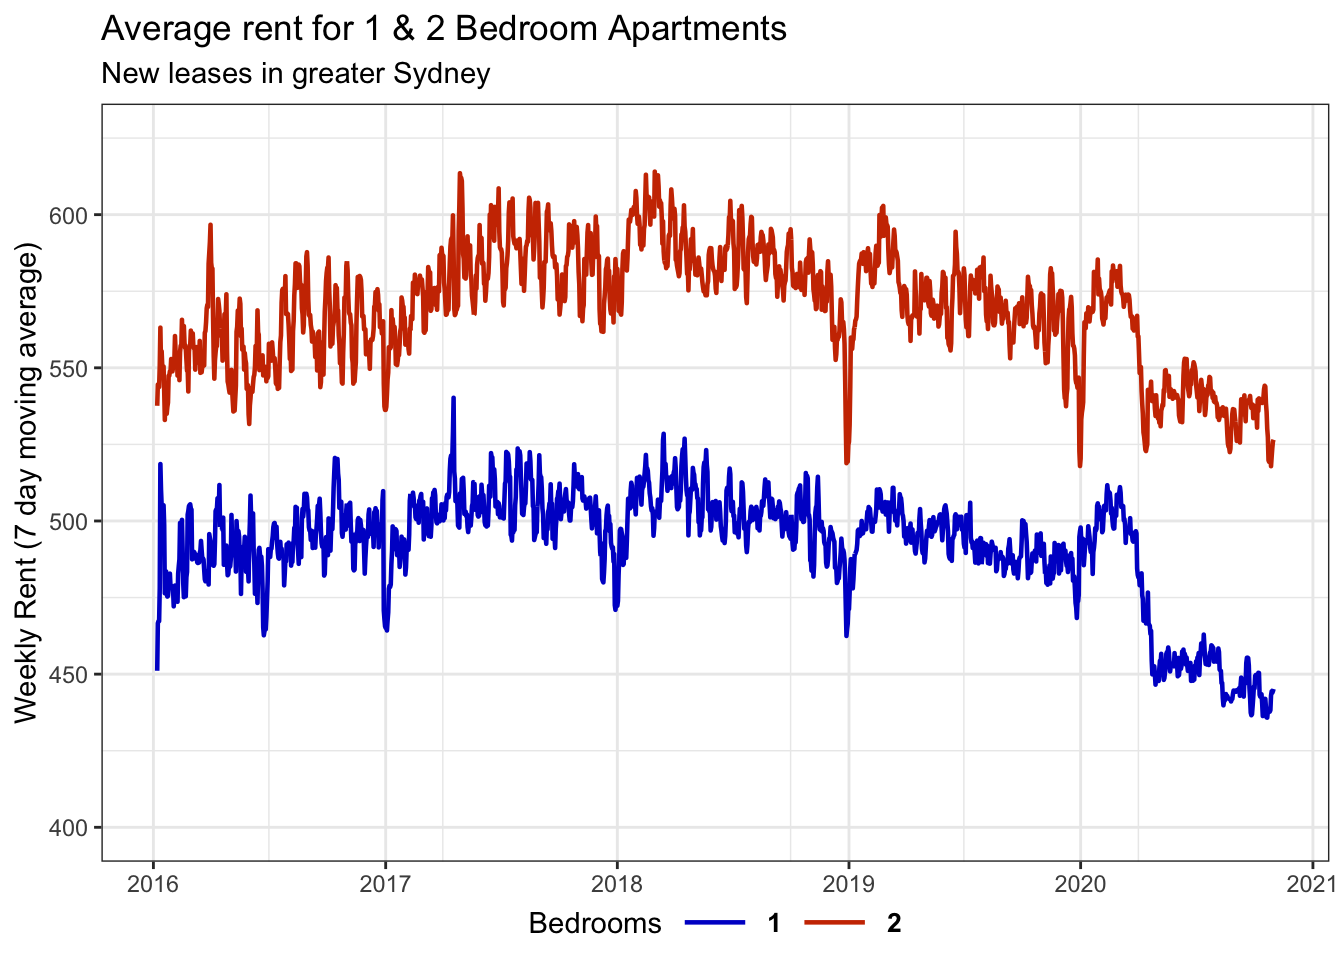 Average rent for 1 & 2 Bedroom Apartments
New leases in greater Sydney
Weekly Rent (7 day moving average)
600
550
500
450
400
2016 2017 2018 2019 2020 2021
Bedrooms 1 2